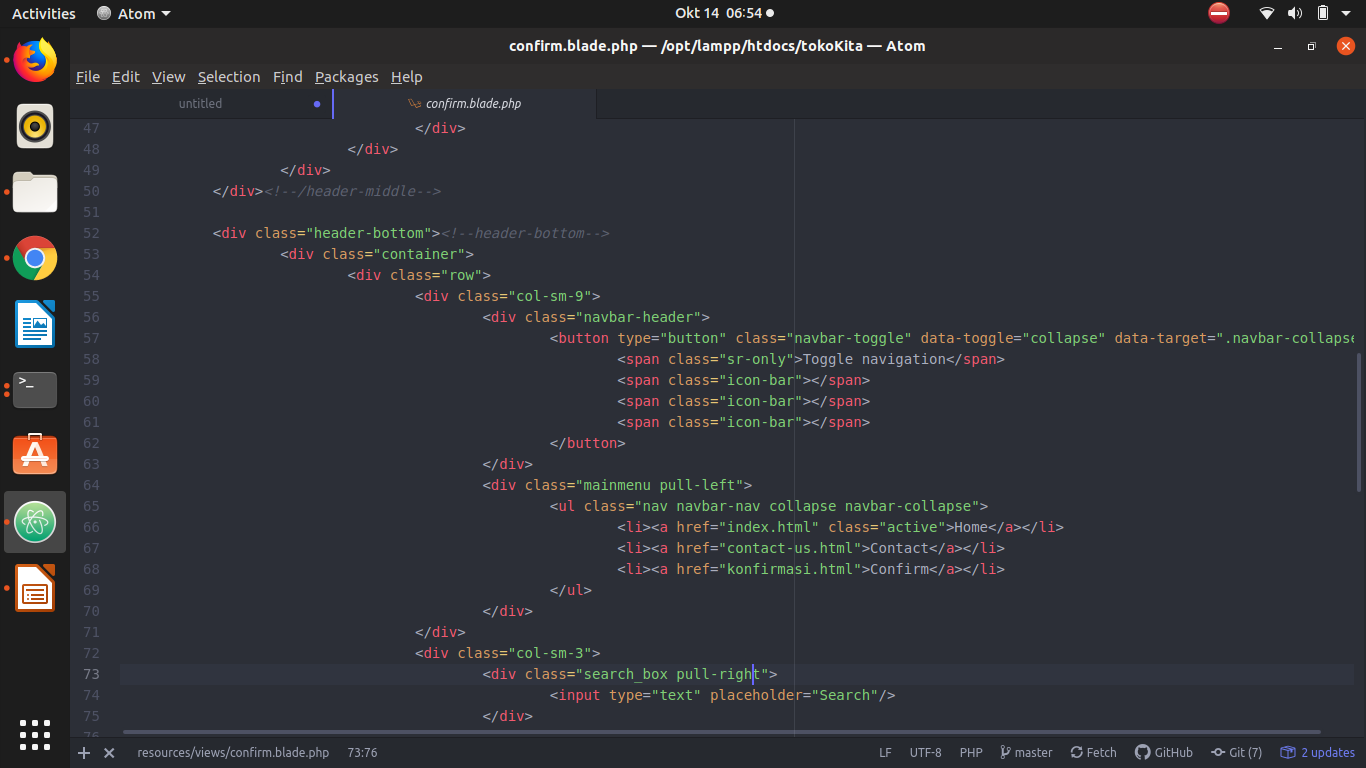 Activities Atom Okt 14 06:54
confirm.blade.php — /opt/lampp/htdocs/tokoKita — Atom
File Edit View Selection Find Packages Help
untitled confirm.blade.php
47 </div>
48 </div>
49 </div>
50 </div><!--/header-middle-->
51
52 <div class="header-bottom"><!--header-bottom-->
53 <div class="container">
54 <div class="row">
55 <div class="col-sm-9">
56 <div class="navbar-header">
57 <button type="button" class="navbar-toggle" data-toggle="collapse" data-target=".navbar-collapse
58 <span class="sr-only">Toggle navigation</span>
59 <span class="icon-bar"></span>
60 <span class="icon-bar"></span>
61 <span class="icon-bar"></span>
62 </button>
63 </div>
64 <div class="mainmenu pull-left">
65 <ul class="nav navbar-nav collapse navbar-collapse">
66 <li><a href="index.html" class="active">Home</a></li>
67 <li><a href="contact-us.html">Contact</a></li>
68 <li><a href="konfirmasi.html">Confirm</a></li>
69 </ul>
70 </div>
71 </div>
72 <div class="col-sm-3">
73 <div class="search_box pull-right">
74 <input type="text" placeholder="Search"/>
75 </div>
76
resources/views/confirm.blade.php 73:76 LF UTF-8 PHP master Fetch GitHub Git (7) 2 updates